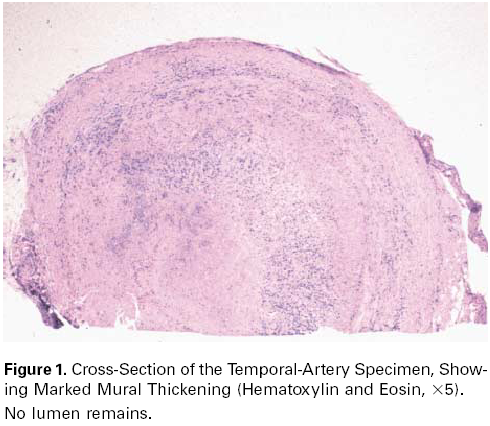 Figure 1. Cross-Section of the Temporal-Artery Specimen, Show-
ing Marked Mural Thickening (Hematoxylin and Eosin, ×5).
No lumen remains.